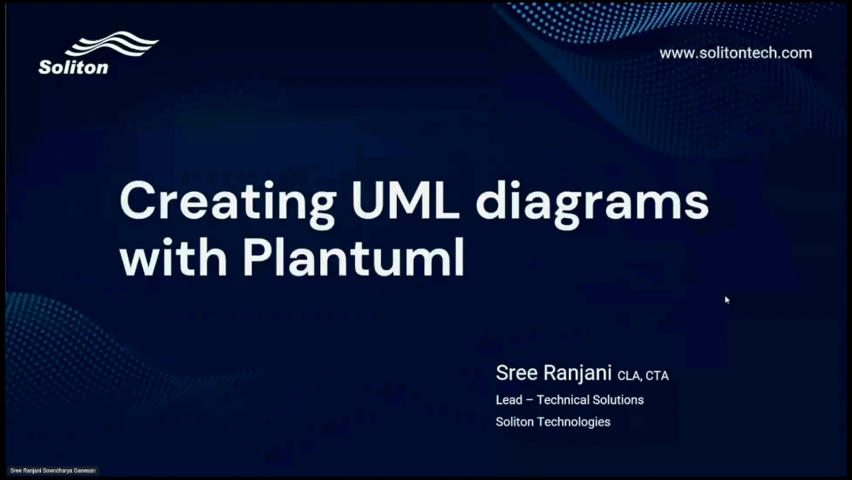 Soliton
www.solitontech.com
Creating UML diagrams
with Plantuml
Sree Ranjani CLA, CTA
Lead – Technical Solutions
Soliton Technologies
Sree Ranjani Sowndharya Ganesan